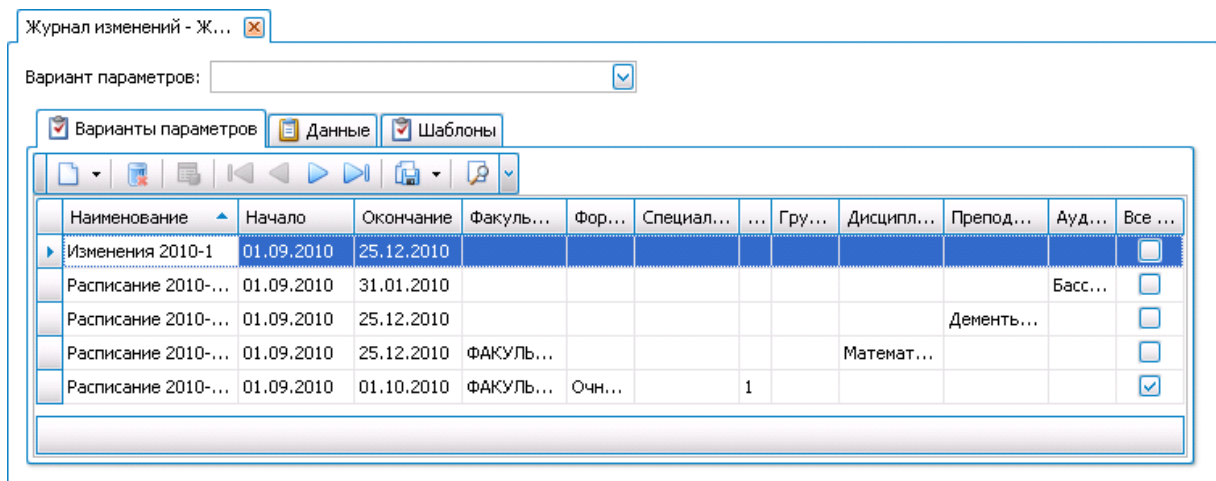 Журнал изменений - Ж...
Вариант параметров:
Варианты параметров Данные Шаблоны
Наименование Начало Окончание Факуль... Фор... Специал... ... Гру... Дисципл... Препод... Ауд... Все ...
Изменения 2010-1 01.09.2010 25.12.2010
Расписание 2010-... 01.09.2010 31.01.2010 Басс...
Расписание 2010-... 01.09.2010 25.12.2010 Дементь...
Расписание 2010-... 01.09.2010 25.12.2010 ФАКУЛЬ... Математ...
Расписание 2010-... 01.09.2010 01.10.2010 ФАКУЛЬ... Очн... 1